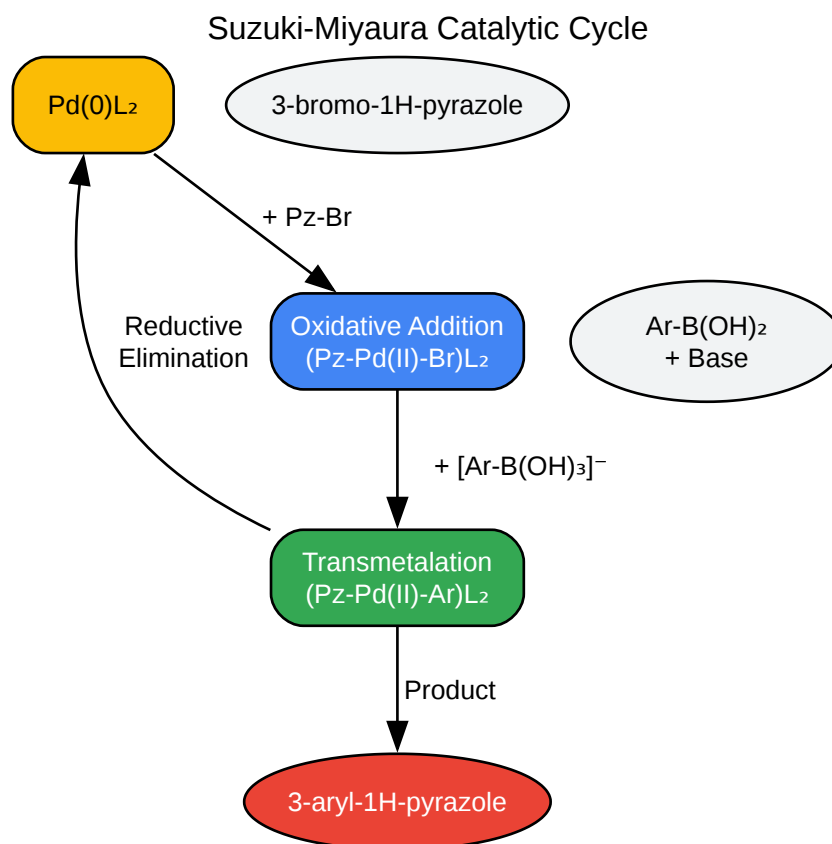 Suzuki-Miyaura Catalytic Cycle
Pd(0)L₂
3-bromo-1H-pyrazole
+ Pz-Br
Oxidative Addition
(Pz-Pd(II)-Br)L₂
Reductive
Elimination
Ar-B(OH)₂
+ Base
+ [Ar-B(OH)₃]⁻
Transmetalation
(Pz-Pd(II)-Ar)L₂
Product
3-aryl-1H-pyrazole